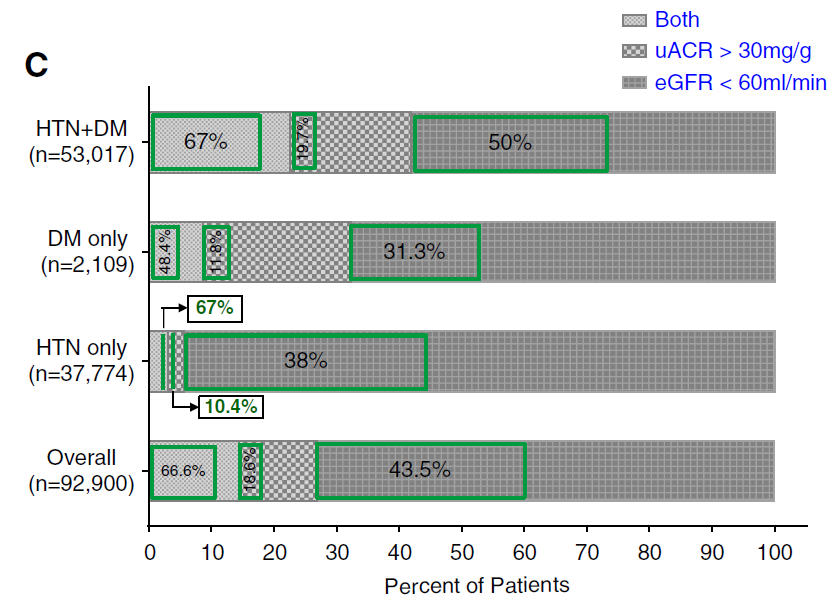 Both
uACR > 30mg/g
eGFR < 60ml/min
C
HTN+DM
(n=53,017)
67%
19.7%
50%
DM only
(n=2,109)
48.4%
11.8%
31.3%
67%
HTN only
(n=37,774)
38%
10.4%
Overall
(n=92,900)
66.6%
18.6%
43.5%
0 10 20 30 40 50 60 70 80 90 100
Percent of Patients